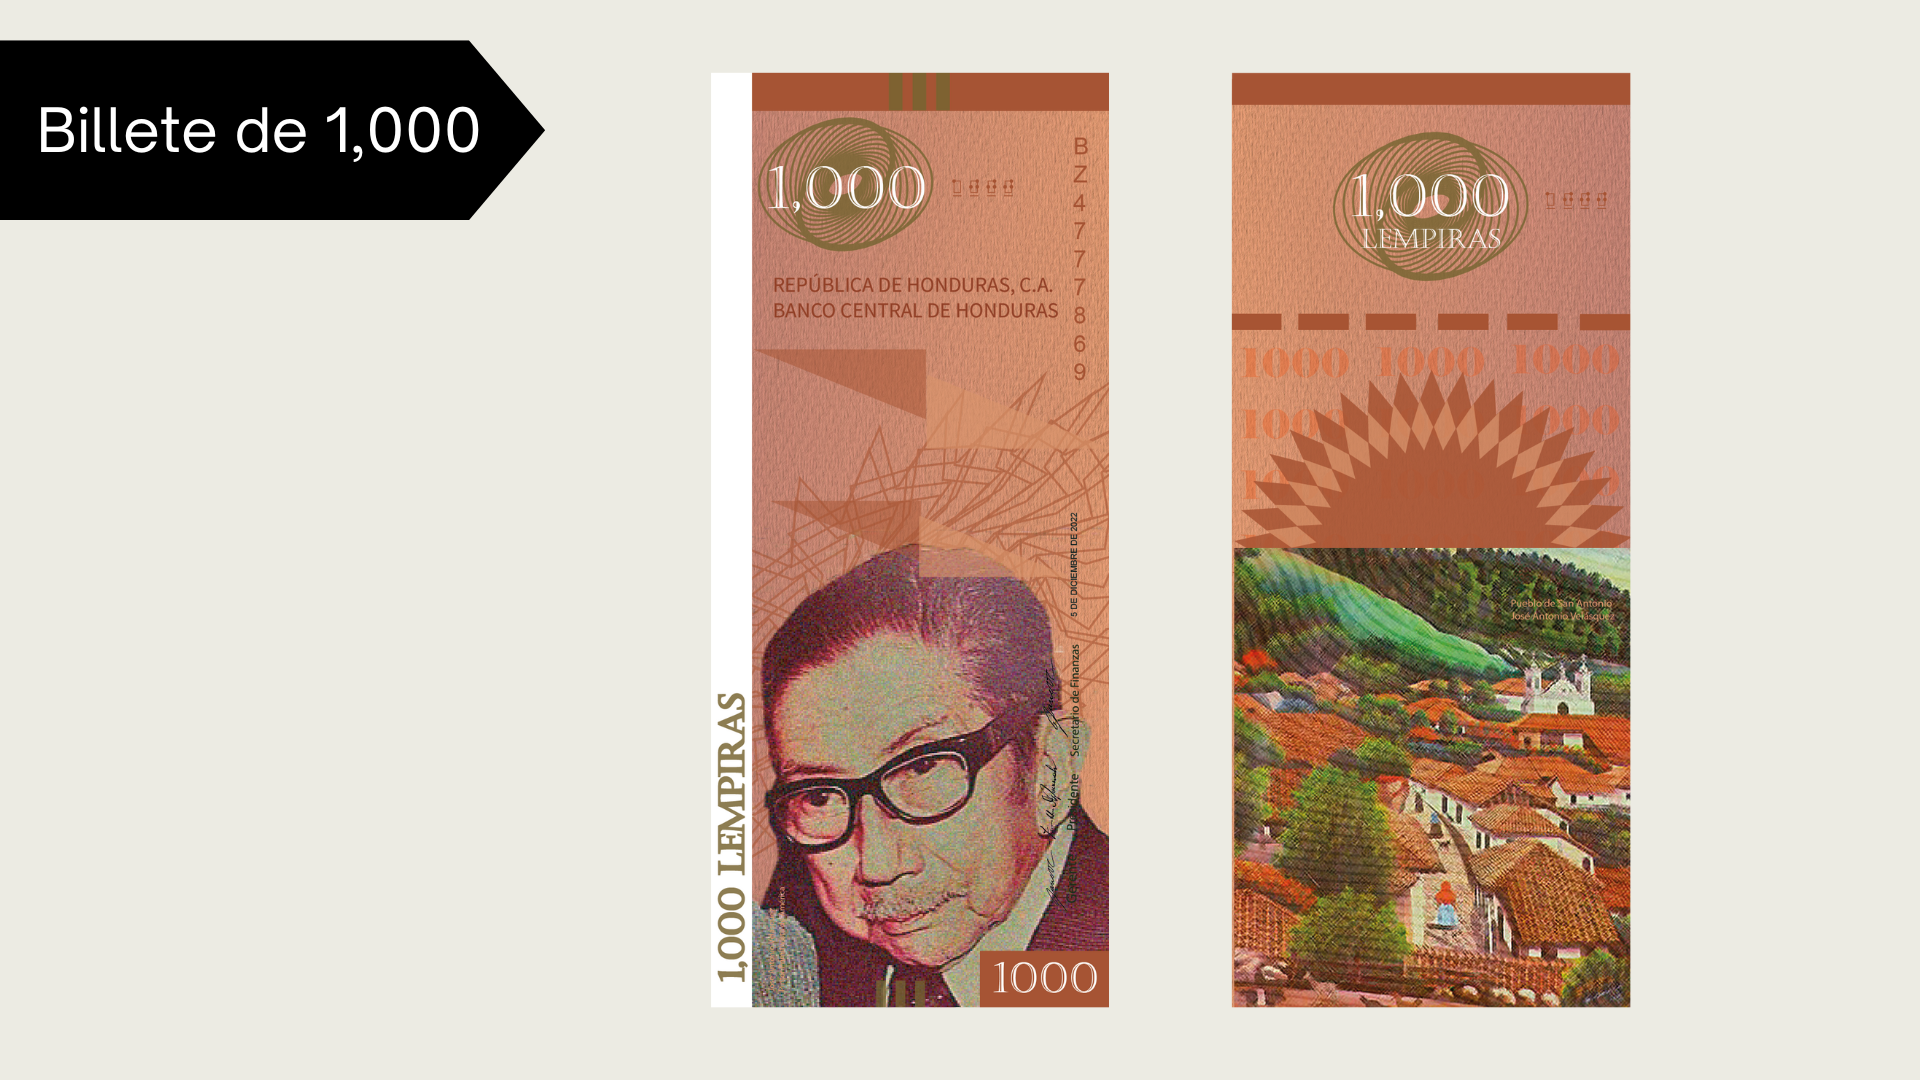 Billete de 1,000
1,000
BZ4777869
REPÚBLICA DE HONDURAS, C.A.
BANCO CENTRAL DE HONDURAS
5 DE DICIEMBRE DE 2022
Secretario de Finanzas
Presidente
1,000 LEMPIRAS
1000
1,000
LEMPIRAS
1000 1000 1000
Pueblo de San Antonio
José Antonio Velásquez